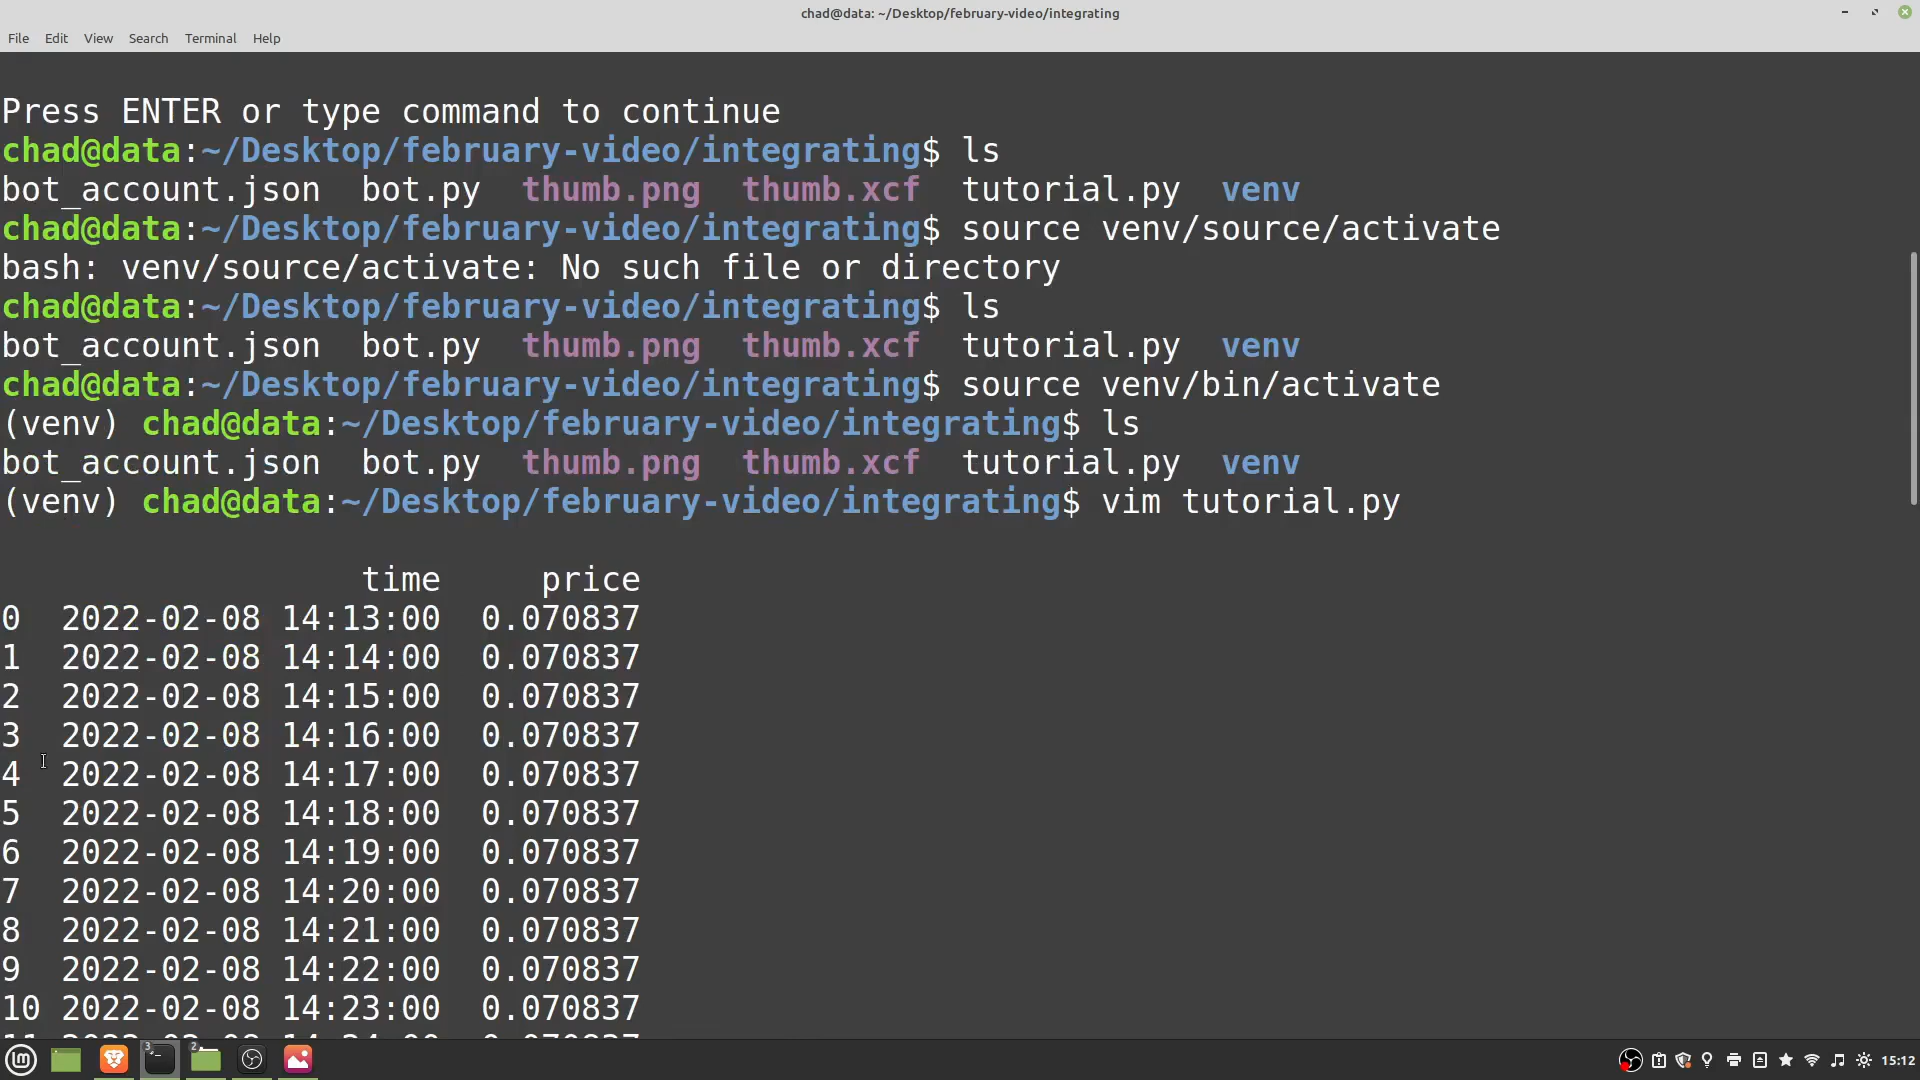 chad@data: ~/Desktop/february-video/integrating
File Edit View Search Terminal Help
Press ENTER or type command to continue
chad@data:~/Desktop/february-video/integrating$ ls
bot_account.json  bot.py  thumb.png  thumb.xcf  tutorial.py  venv
chad@data:~/Desktop/february-video/integrating$ source venv/source/activate
bash: venv/source/activate: No such file or directory
chad@data:~/Desktop/february-video/integrating$ ls
bot_account.json  bot.py  thumb.png  thumb.xcf  tutorial.py  venv
chad@data:~/Desktop/february-video/integrating$ source venv/bin/activate
(venv) chad@data:~/Desktop/february-video/integrating$ ls
bot_account.json  bot.py  thumb.png  thumb.xcf  tutorial.py  venv
(venv) chad@data:~/Desktop/february-video/integrating$ vim tutorial.py
time     price
0  2022-02-08 14:13:00  0.070837
1  2022-02-08 14:14:00  0.070837
2  2022-02-08 14:15:00  0.070837
3  2022-02-08 14:16:00  0.070837
4  2022-02-08 14:17:00  0.070837
5  2022-02-08 14:18:00  0.070837
6  2022-02-08 14:19:00  0.070837
7  2022-02-08 14:20:00  0.070837
8  2022-02-08 14:21:00  0.070837
9  2022-02-08 14:22:00  0.070837
10 2022-02-08 14:23:00  0.070837
3 2 15:12